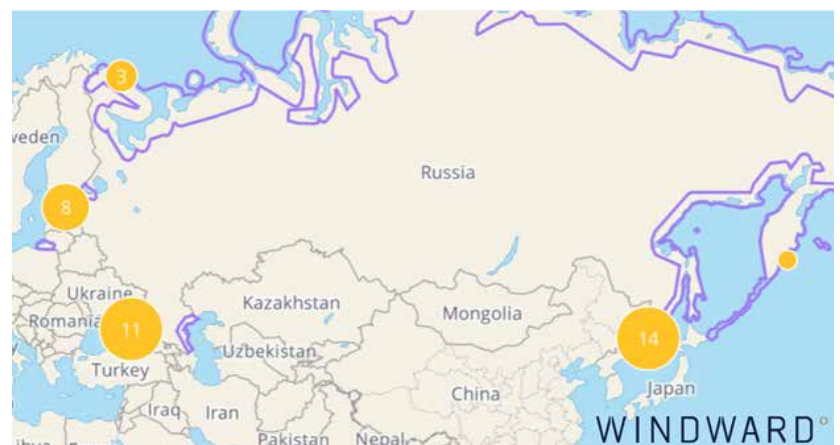 3
weden
Russia
8
Ukraine
Kazakhstan
Mongolia
Romania
11
14
Uzbekistan
Turkey
China
Japan
Iraq
Iran
Pakistan
Nepal
WINDWARD